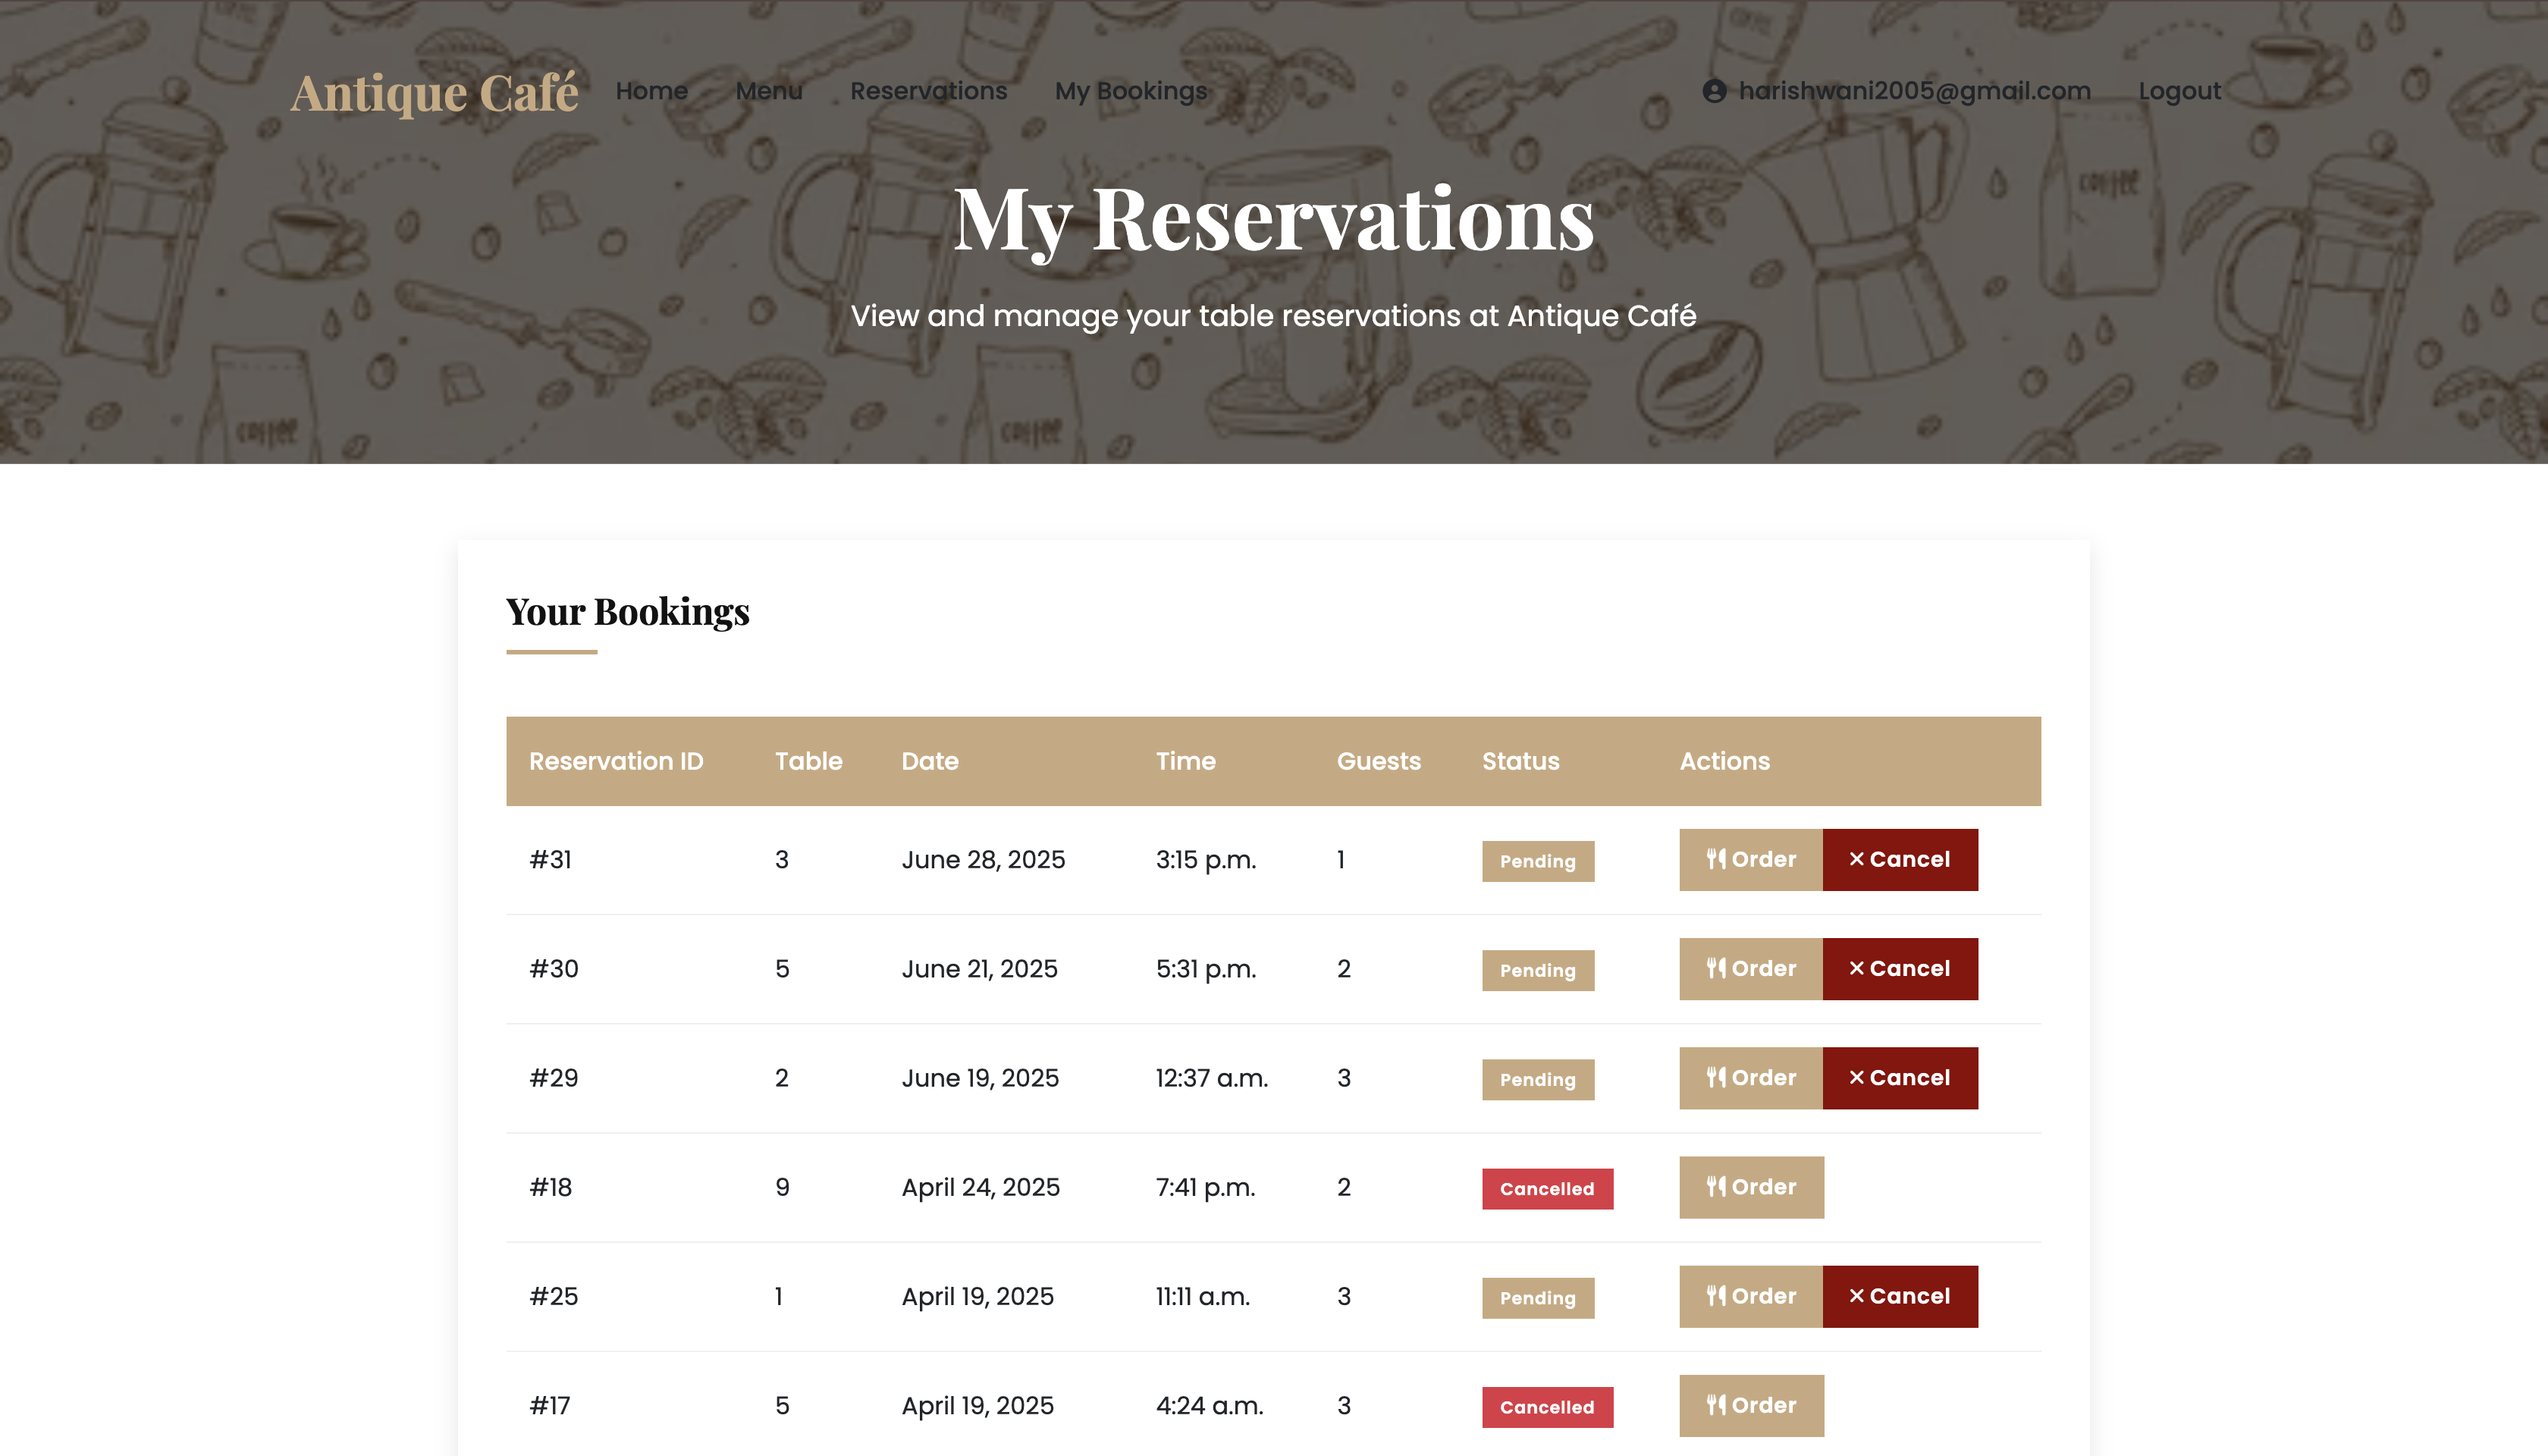 Antique Café Home Menu Reservations My Bookings harishwani2005@gmail.com Logout
My Reservations
View and manage your table reservations at Antique Café
coffee
coffee
coffee
Your Bookings
Reservation ID Table Date Time Guests Status Actions
#31 3 June 28, 2025 3:15 p.m. 1 Pending Order Cancel
#30 5 June 21, 2025 5:31 p.m. 2 Pending Order Cancel
#29 2 June 19, 2025 12:37 a.m. 3 Pending Order Cancel
#18 9 April 24, 2025 7:41 p.m. 2 Cancelled Order
#25 1 April 19, 2025 11:11 a.m. 3 Pending Order Cancel
#17 5 April 19, 2025 4:24 a.m. 3 Cancelled Order